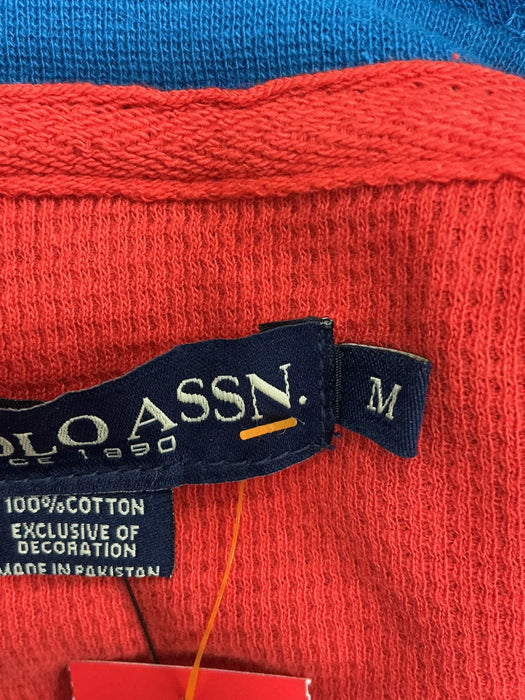 OLO ASSN.
CE 1890
M
100%COTTON
EXCLUSIVE OF
DECORATION
MADE IN PAKISTAN